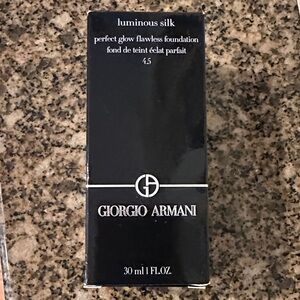 luminous silk
perfect glow flawless foundation
fond de teint éclat parfait
4.5
GIORGIO ARMANI
30 ml 1 FL.OZ